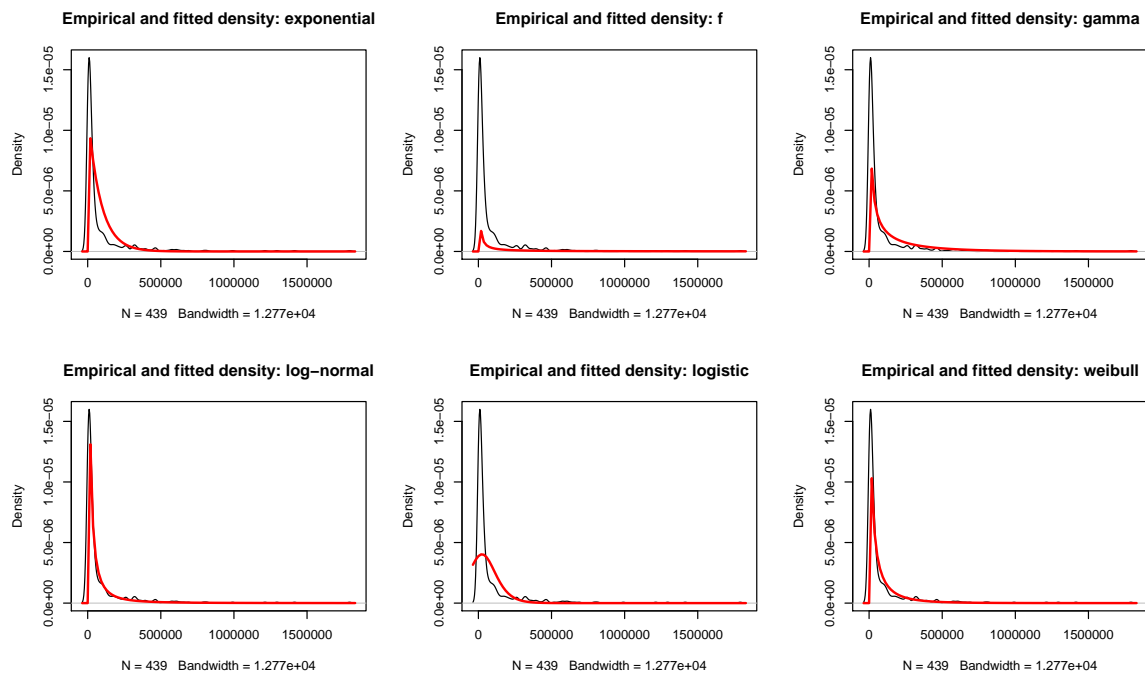 Empirical and fitted density: exponential
Density
0.0e+00 5.0e−06 1.0e−05 1.5e−05
0 500000 1000000 1500000
N = 439 Bandwidth = 1.277e+04
Empirical and fitted density: f
Density
0.0e+00 5.0e−06 1.0e−05 1.5e−05
0 500000 1000000 1500000
N = 439 Bandwidth = 1.277e+04
Empirical and fitted density: gamma
Density
0.0e+00 5.0e−06 1.0e−05 1.5e−05
0 500000 1000000 1500000
N = 439 Bandwidth = 1.277e+04
Empirical and fitted density: log−normal
Density
0.0e+00 5.0e−06 1.0e−05 1.5e−05
0 500000 1000000 1500000
N = 439 Bandwidth = 1.277e+04
Empirical and fitted density: logistic
Density
0.0e+00 5.0e−06 1.0e−05 1.5e−05
0 500000 1000000 1500000
N = 439 Bandwidth = 1.277e+04
Empirical and fitted density: weibull
Density
0.0e+00 5.0e−06 1.0e−05 1.5e−05
0 500000 1000000 1500000
N = 439 Bandwidth = 1.277e+04